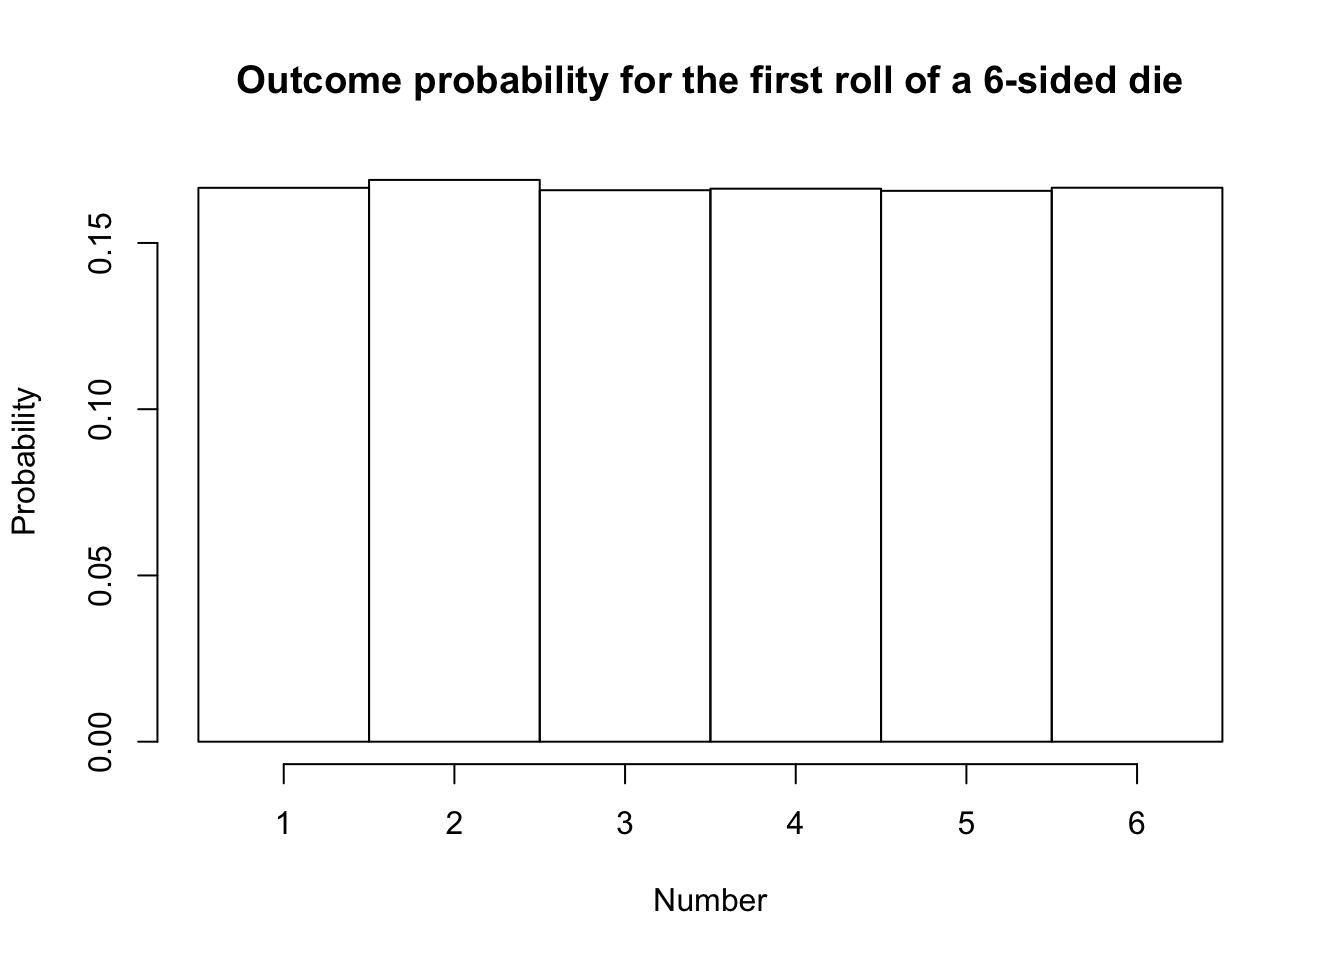 Outcome probability for the first roll of a 6-sided die
Probability
0.15
0.10
0.05
0.00
1 2 3 4 5 6
Number